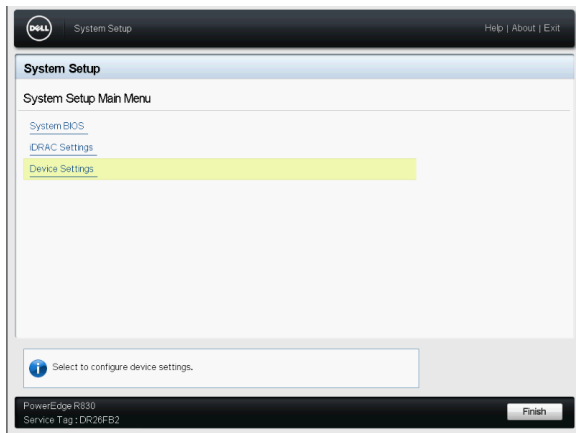 DELL System Setup Help | About | Exit
System Setup
System Setup Main Menu
System BIOS
iDRAC Settings
Device Settings
Select to configure device settings.
PowerEdge R830
Service Tag : DR26FB2
Finish